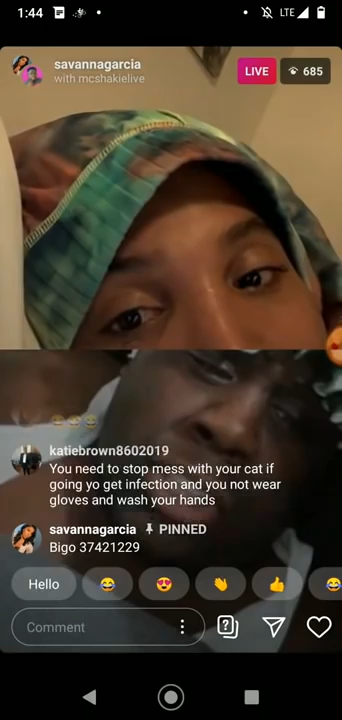 1:44
LTE
savannagarcia
with mcshakielive
LIVE
685
katiebrown8602019
You need to stop mess with your cat if
going yo get infection and you not wear
gloves and wash your hands
savannagarcia PINNED
Bigo 37421229
Hello
Comment